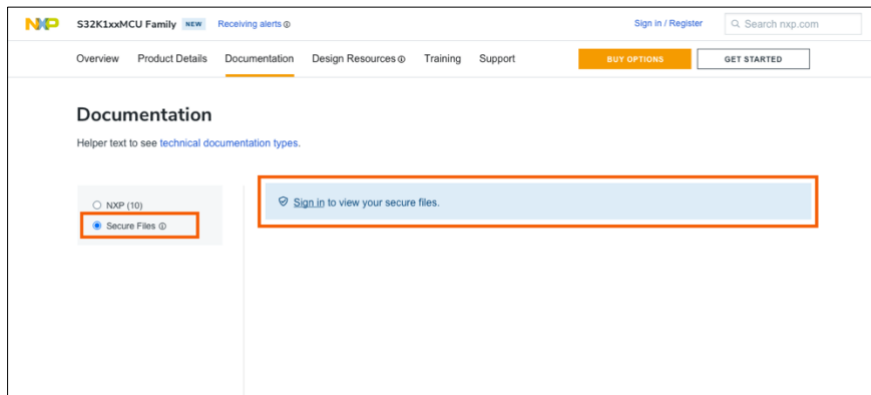 NXP S32K1xxMCU Family NEW Receiving alerts Sign in / Register Search nxp.com
Overview Product Details Documentation Design Resources Training Support BUY OPTIONS GET STARTED
Documentation
Helper text to see technical documentation types.
NXP (10)
Secure Files
Sign in to view your secure files.